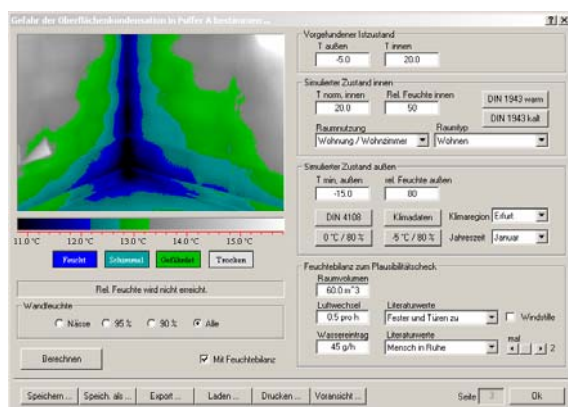 Gefahr der Oberflächenkondensation in Puffer A bestimmen ...
Vorgefundener Istzustand
T außen
T innen
-5.0
20.0
Simulierter Zustand innen
T norm, innen
Rel. Feuchte innen
20.0
50
DIN 1943 warm
DIN 1943 kalt
Raumnutzung
Raumtyp
Wohnung / Wohnzimmer
Wohnen
Simulierter Zustand außen
T min, außen
rel. Feuchte außen
-15.0
80
DIN 4108
Klimadaten
Klimaregion
Erfurt
0 °C / 80 %
-5 °C / 80 %
Jahreszeit
Januar
11.0 °C
12.0 °C
13.0 °C
14.0 °C
15.0 °C
Feucht
Schimmel
Gefährdet
Trocken
Rel. Feuchte wird nicht erreicht.
Wandfeuchte
Nässe
95 %
90 %
Alle
Berechnen
Mit Feuchtebilanz
Feuchtebilanz zum Plausibilitätscheck
Raumvolumen
60.0 m^3
Luftwechsel
Literaturwerte
0.5 pro h
Fester und Türen zu
Windstille
Wassereintrag
Literaturwerte
mal
45 g/h
Mensch in Ruhe
2
Speichern ...
Speich. als ...
Export ...
Laden ...
Drucken ...
Voransicht ...
Seite
3
Ok